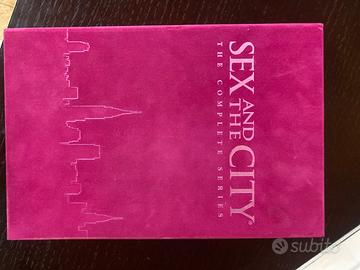 SEX AND
THE CITY®
THE COMPLETE SERIES
subito